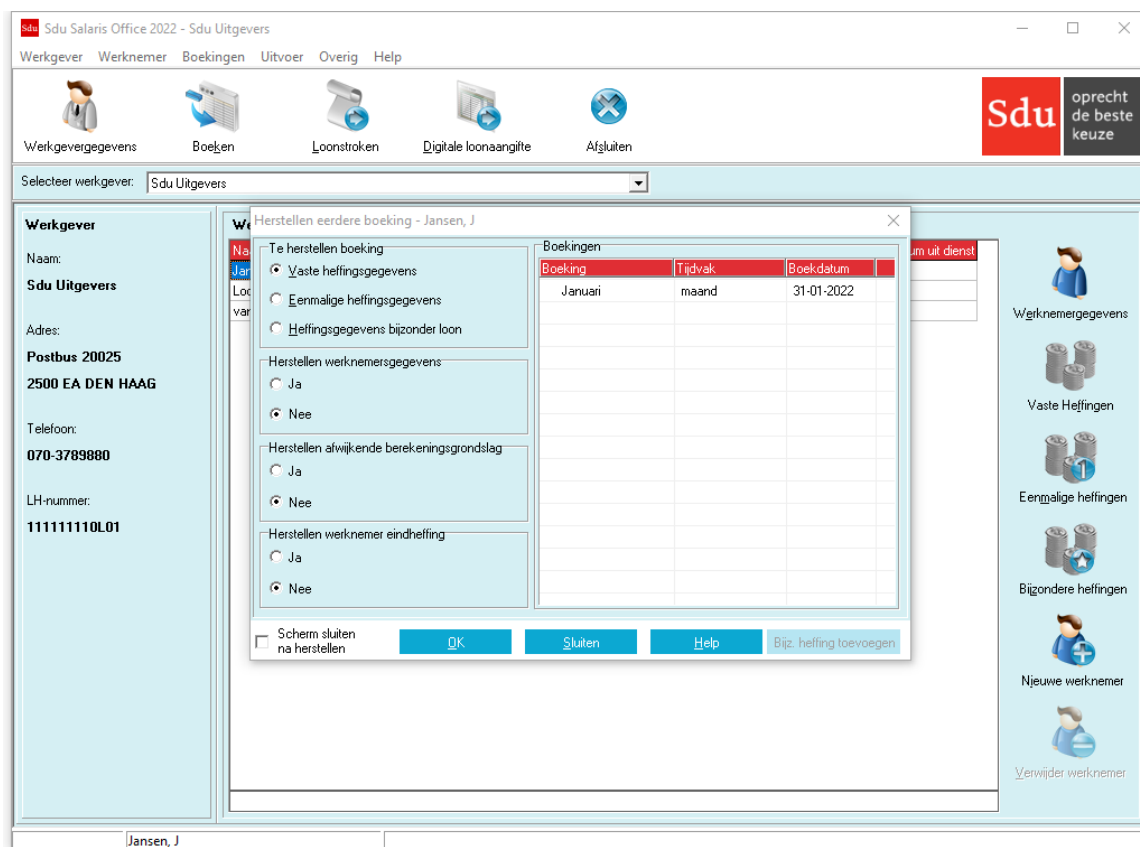 Sdu Sdu Salaris Office 2022 - Sdu Uitgevers
Werkgever Werknemer Boekingen Uitvoer Overig Help
Werkgevergegevens Boeken Loonstroken Digitale loonaangifte Afsluiten
Sdu
oprecht
de beste
keuze
Selecteer werkgever: Sdu Uitgevers
Werkgever
Naam:
Sdu Uitgevers
Adres:
Postbus 20025
2500 EA DEN HAAG
Telefoon:
070-3789880
LH-nummer:
111111110L01
Herstellen eerdere boeking - Jansen, J
Te herstellen boeking
Vaste heffingsgegevens
Eenmalige heffingsgegevens
Heffingsgegevens bijzonder loon
Herstellen werknemersgegevens
Ja
Nee
Herstellen afwijkende berekeningsgrondslag
Ja
Nee
Herstellen werknemer eindheffing
Ja
Nee
Boekingen
Boeking Tijdvak Boekdatum
Januari maand 31-01-2022
Scherm sluiten
na herstellen
OK Sluiten Help Bijz. heffing toevoegen
um uit dienst
Werknemergegevens
Vaste Heffingen
1
Eenmalige heffingen
Bijzondere heffingen
Nieuwe werknemer
Verwijder werknemer
Jansen, J